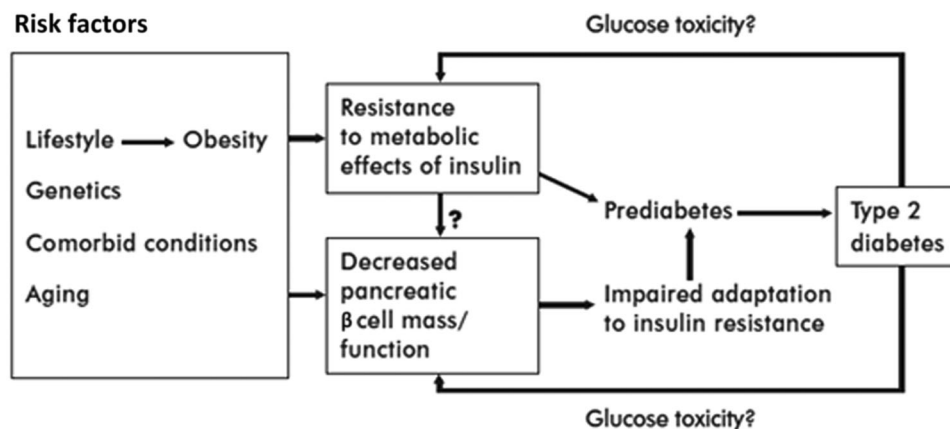 Risk factors
Glucose toxicity?
Lifestyle
Obesity
Genetics
Comorbid conditions
Aging
Resistance
to metabolic
effects of insulin
?
Decreased
pancreatic
β cell mass/
function
Prediabetes
Impaired adaptation
to insulin resistance
Type 2
diabetes
Glucose toxicity?